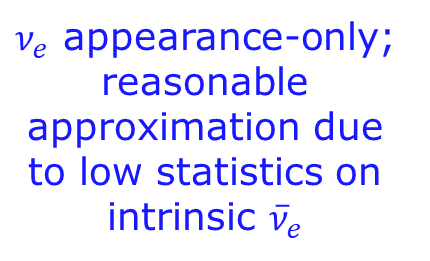 νₑ appearance-only;
reasonable
approximation due
to low statistics on
intrinsic ν̄ₑ